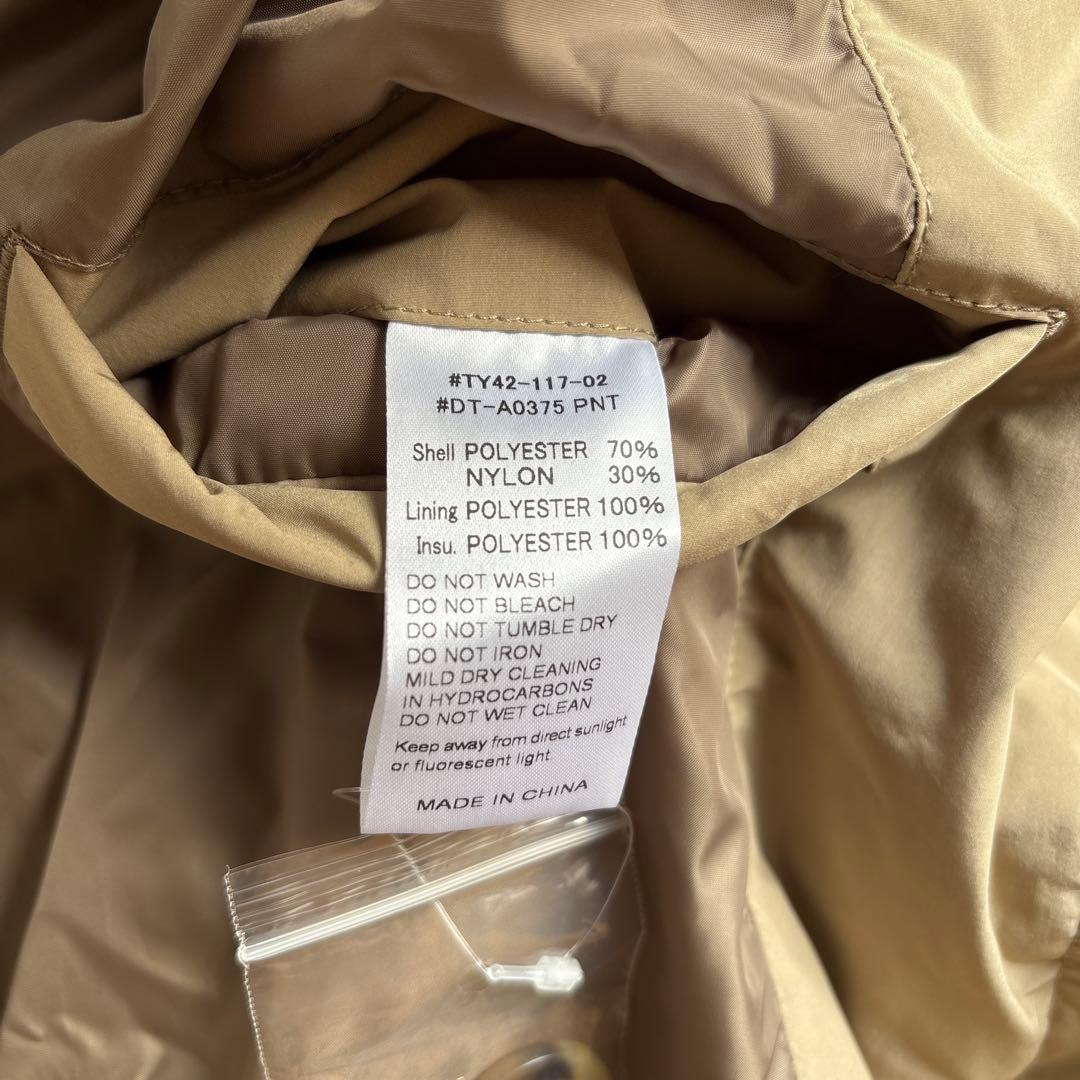 #TY42-117-02
#DT-A0375 PNT
Shell POLYESTER 70%
NYLON 30%
Lining POLYESTER 100%
Insu. POLYESTER 100%
DO NOT WASH
DO NOT BLEACH
DO NOT TUMBLE DRY
DO NOT IRON
MILD DRY CLEANING
IN HYDROCARBONS
DO NOT WET CLEAN
Keep away from direct sunlight
or fluorescent light.
MADE IN CHINA